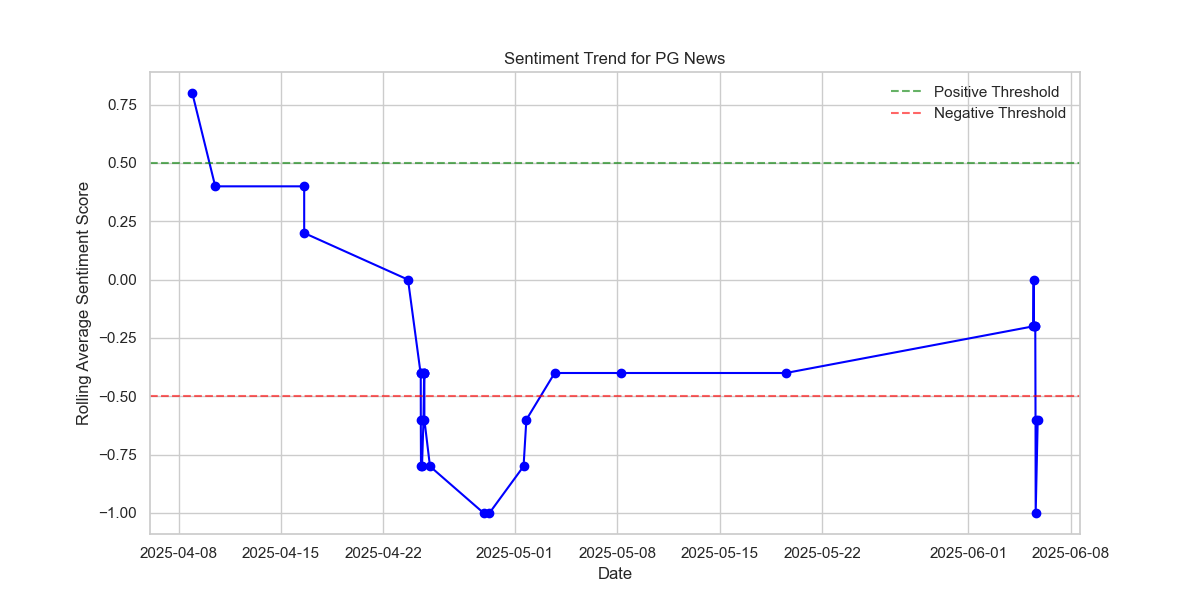 Sentiment Trend for PG News
Positive Threshold
Negative Threshold
Rolling Average Sentiment Score
0.75
0.50
0.25
0.00
−0.25
−0.50
−0.75
−1.00
2025-04-08 2025-04-15 2025-04-22 2025-05-01 2025-05-08 2025-05-15 2025-05-22 2025-06-01 2025-06-08
Date